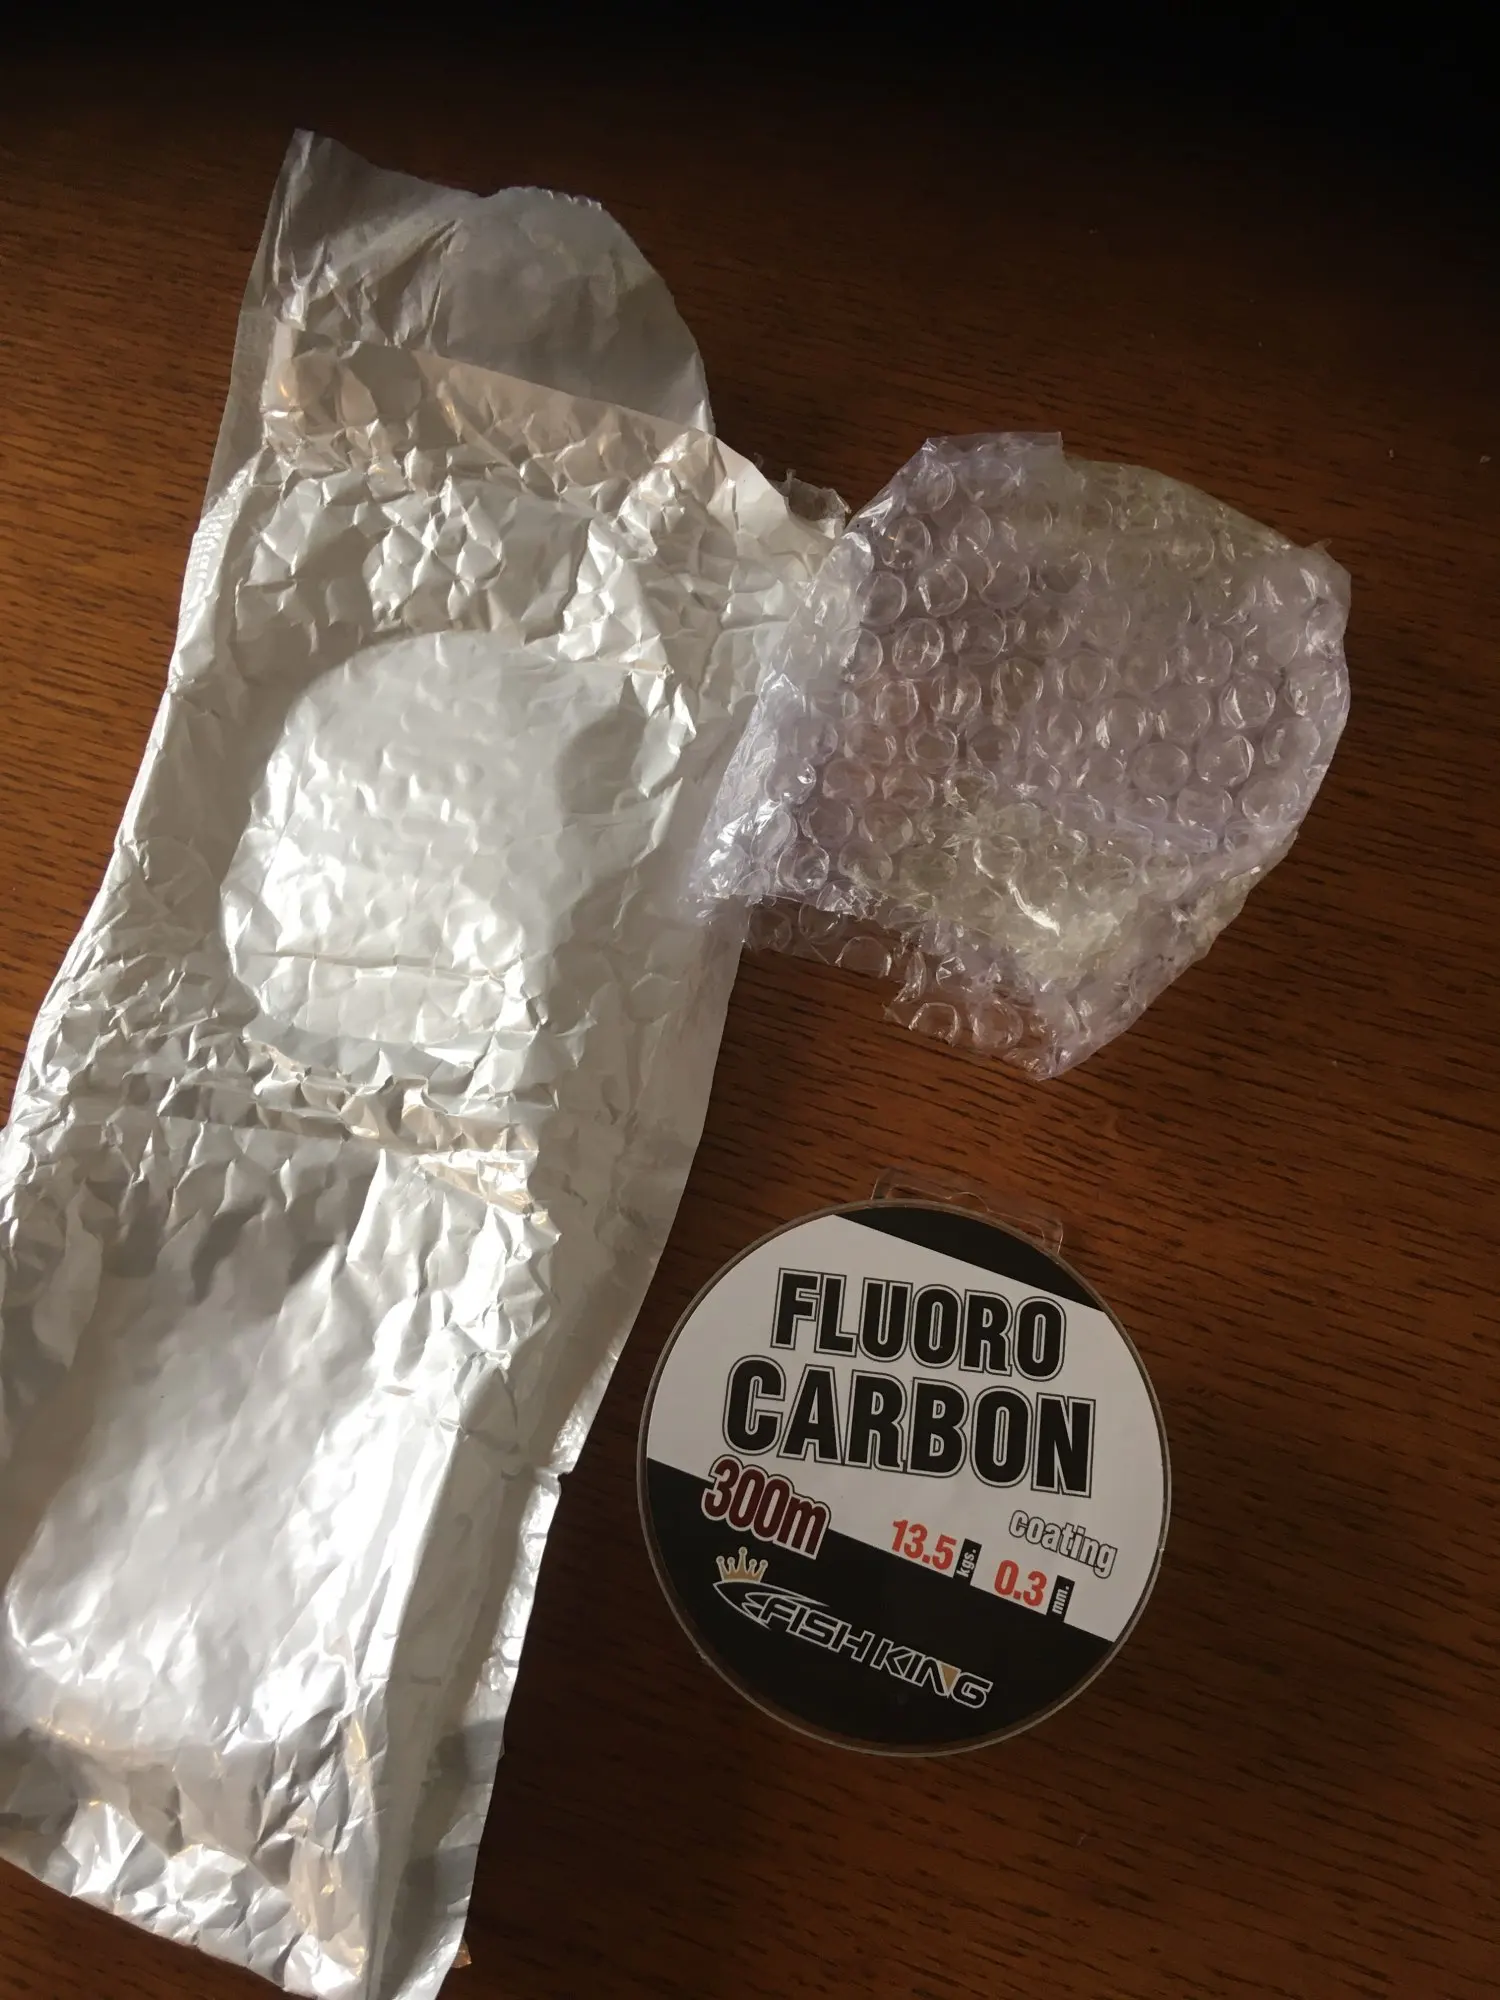 FLUORO
CARBON
300m
coating
13.5 kgs.
0.3 mm.
FISH KING